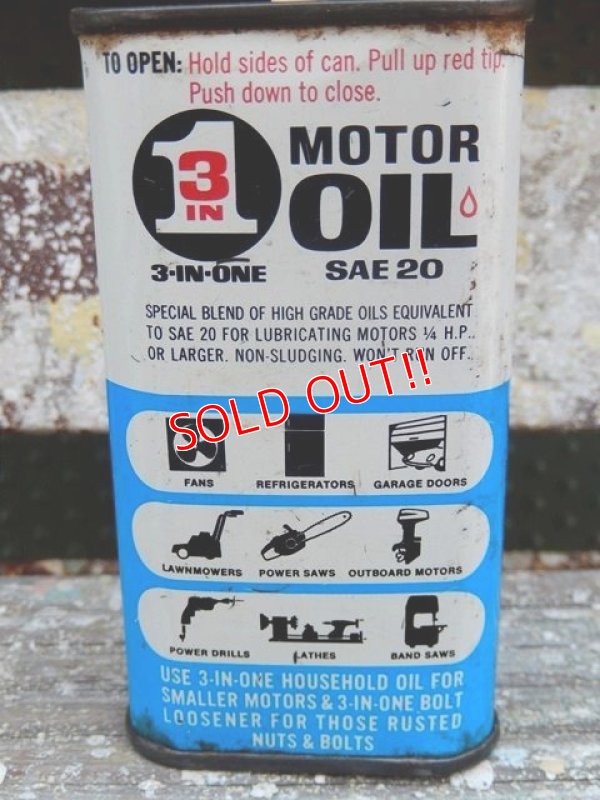 TO OPEN: Hold sides of can. Pull up red tip.
Push down to close.
1
3
IN
3-IN-ONE
MOTOR
OIL
SAE 20
SPECIAL BLEND OF HIGH GRADE OILS EQUIVALENT
TO SAE 20 FOR LUBRICATING MOTORS ¼ H.P..
OR LARGER. NON-SLUDGING. WON'T RUN OFF.
SOLD OUT!!
FANS REFRIGERATORS GARAGE DOORS
LAWNMOWERS POWER SAWS OUTBOARD MOTORS
POWER DRILLS LATHES BAND SAWS
USE 3-IN-ONE HOUSEHOLD OIL FOR
SMALLER MOTORS & 3-IN-ONE BOLT
LOOSENER FOR THOSE RUSTED
NUTS & BOLTS